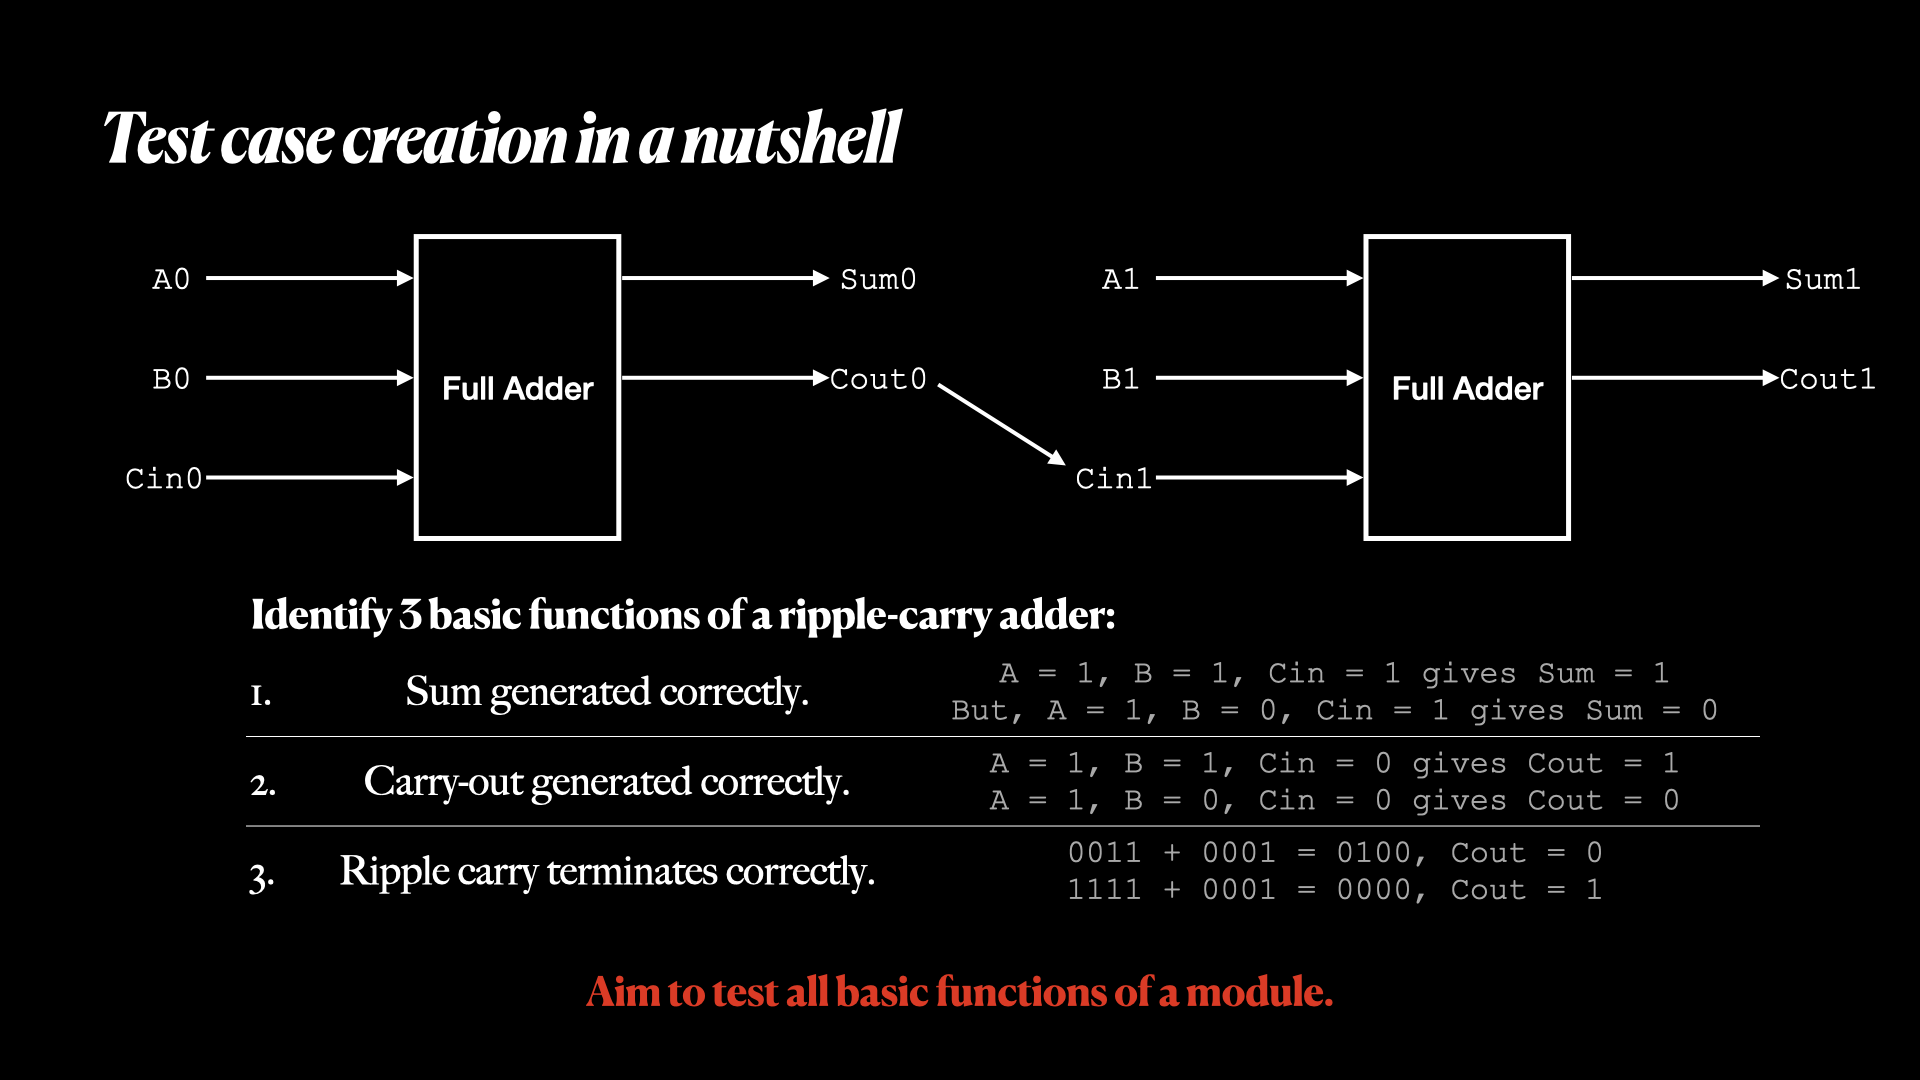 Test case creation in a nutshell
A0
B0
Cin0
Full Adder
Sum0
Cout0
A1
B1
Cin1
Full Adder
Sum1
Cout1
Identify 3 basic functions of a ripple-carry adder:
1. Sum generated correctly.
A = 1, B = 1, Cin = 1 gives Sum = 1
But, A = 1, B = 0, Cin = 1 gives Sum = 0
2. Carry-out generated correctly.
A = 1, B = 1, Cin = 0 gives Cout = 1
A = 1, B = 0, Cin = 0 gives Cout = 0
3. Ripple carry terminates correctly.
0011 + 0001 = 0100, Cout = 0
1111 + 0001 = 0000, Cout = 1
Aim to test all basic functions of a module.